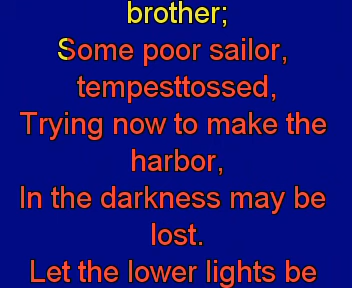 brother;
Some poor sailor,
tempesttossed,
Trying now to make the
harbor,
In the darkness may be
lost.
Let the lower lights be